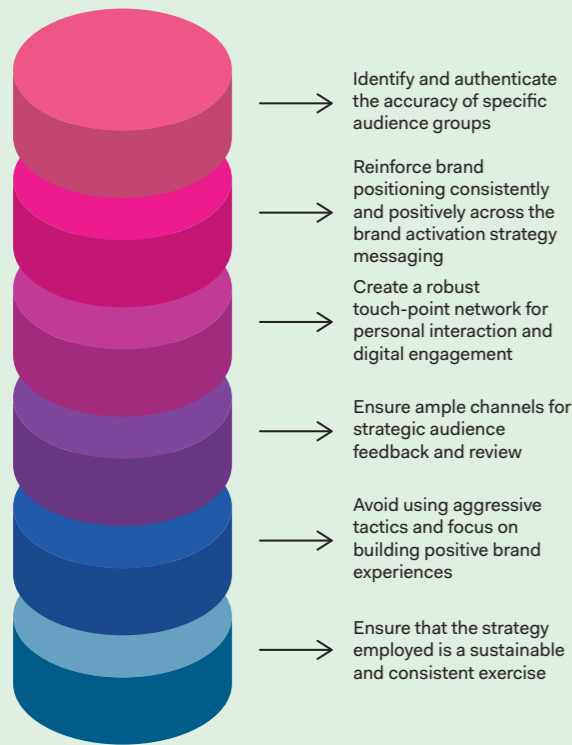 Identify and authenticate
the accuracy of specific
audience groups
Reinforce brand
positioning consistently
and positively across the
brand activation strategy
messaging
Create a robust
touch-point network for
personal interaction and
digital engagement
Ensure ample channels for
strategic audience
feedback and review
Avoid using aggressive
tactics and focus on
building positive brand
experiences
Ensure that the strategy
employed is a sustainable
and consistent exercise